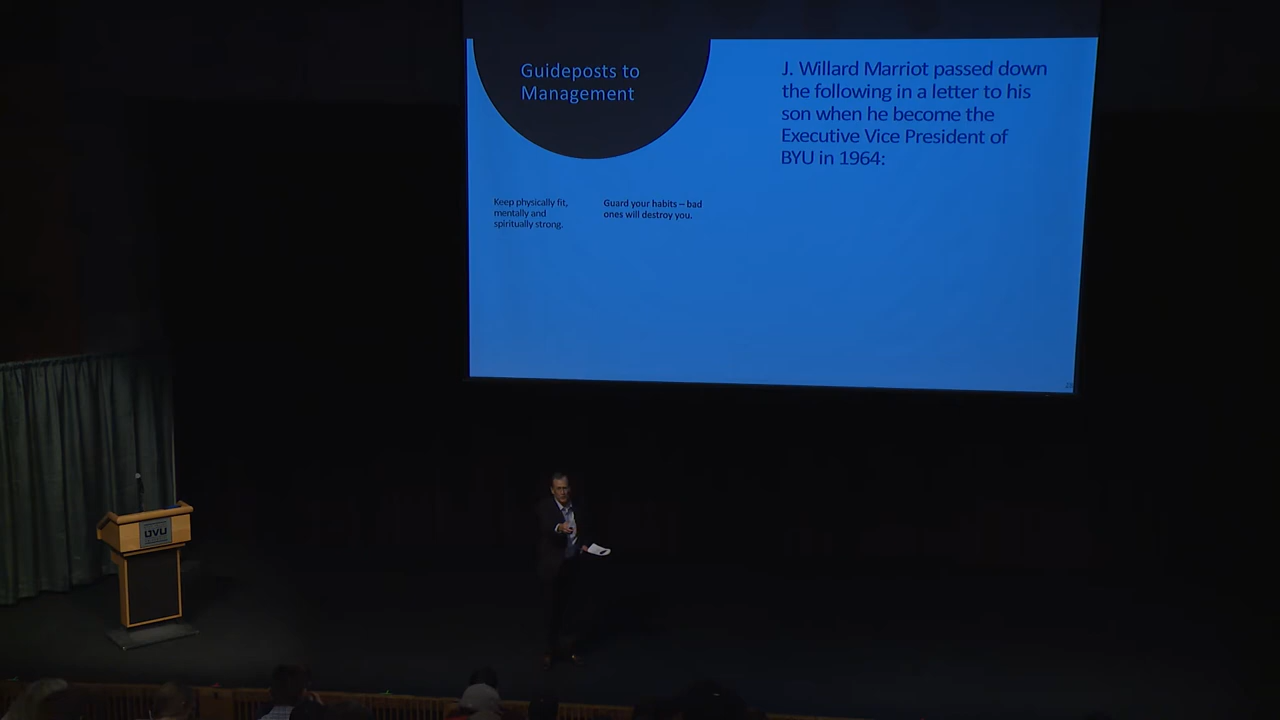 Guideposts to
Management
J. Willard Marriot passed down
the following in a letter to his
son when he become the
Executive Vice President of
BYU in 1964:
Keep physically fit,
mentally and
spiritually strong.
Guard your habits – bad
ones will destroy you.
UVU